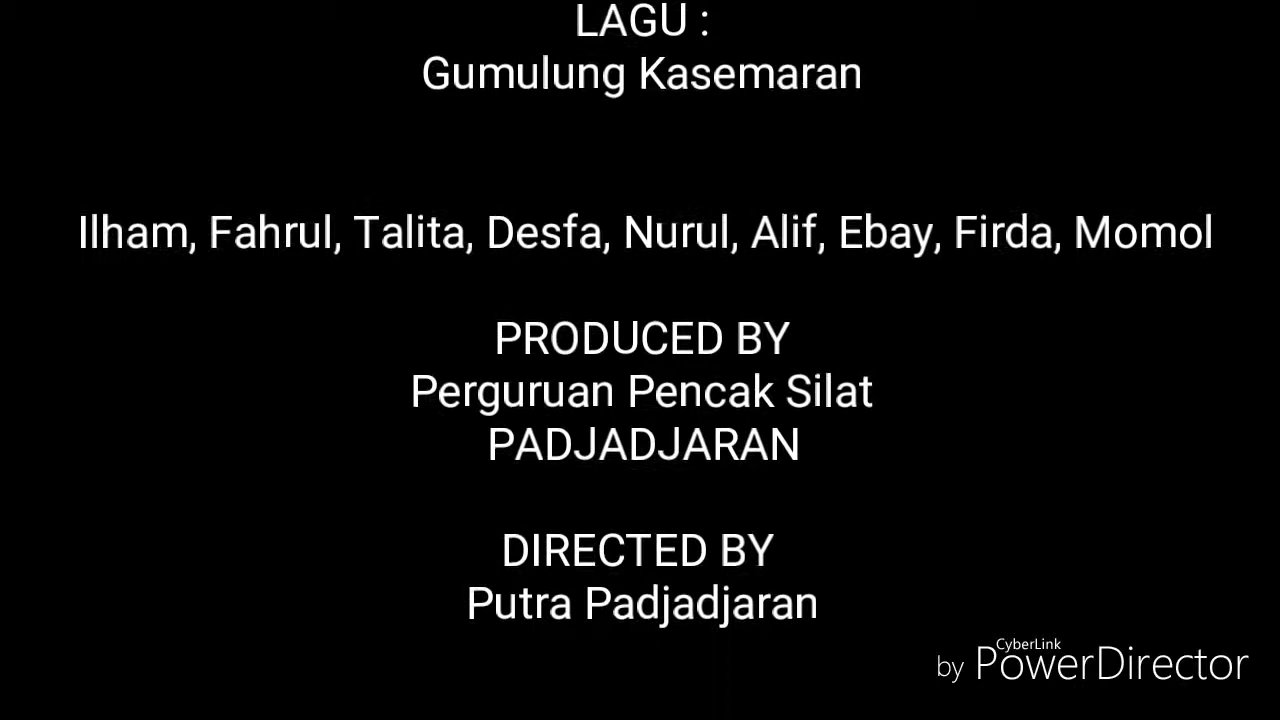 LAGU :
Gumulung Kasemaran
Ilham, Fahrul, Talita, Desfa, Nurul, Alif, Ebay, Firda, Momol
PRODUCED BY
Perguruan Pencak Silat
PADJADJARAN
DIRECTED BY
Putra Padjadjaran
CyberLink
by PowerDirector